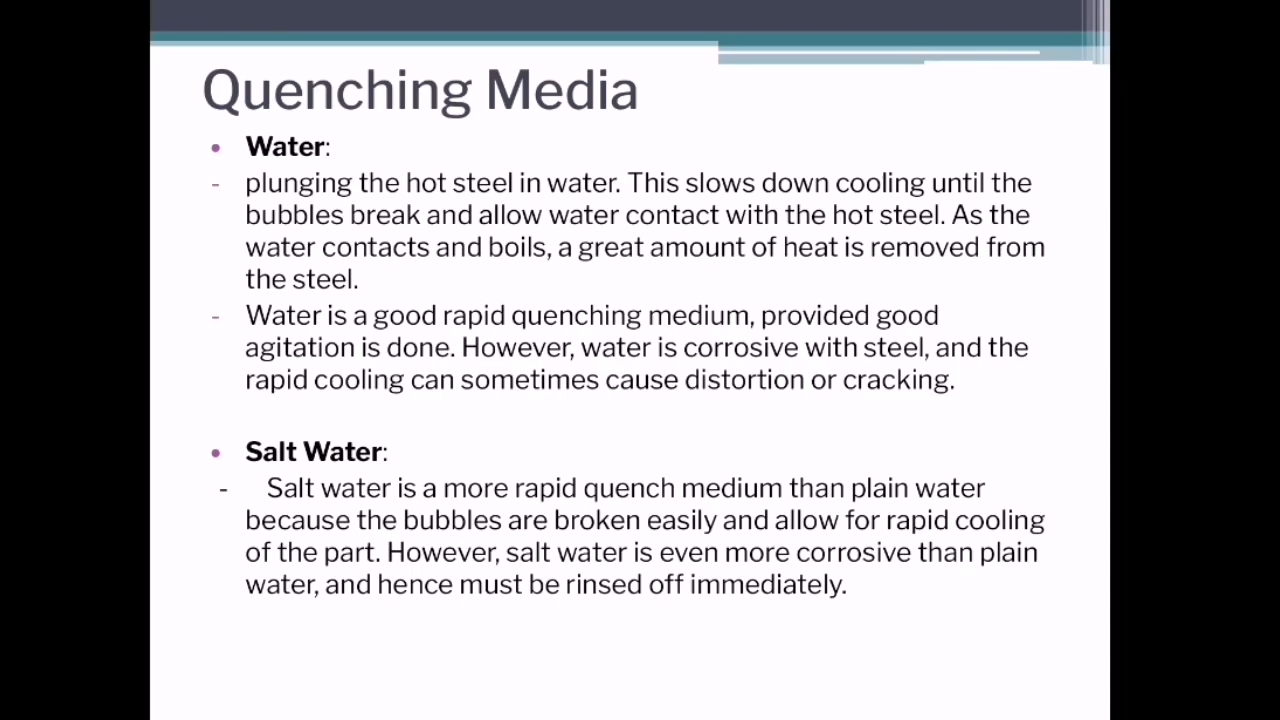 Quenching Media
• Water:
- plunging the hot steel in water. This slows down cooling until the
bubbles break and allow water contact with the hot steel. As the
water contacts and boils, a great amount of heat is removed from
the steel.
- Water is a good rapid quenching medium, provided good
agitation is done. However, water is corrosive with steel, and the
rapid cooling can sometimes cause distortion or cracking.
• Salt Water:
- Salt water is a more rapid quench medium than plain water
because the bubbles are broken easily and allow for rapid cooling
of the part. However, salt water is even more corrosive than plain
water, and hence must be rinsed off immediately.